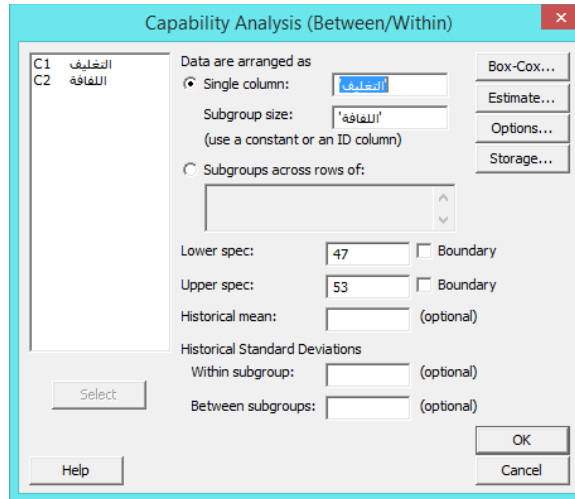 Capability Analysis (Between/Within)
×
C1 التغليف
C2 اللفافة
Data are arranged as
Single column: 'التغليف'
Subgroup size: 'اللفافة'
(use a constant or an ID column)
Subgroups across rows of:
Box-Cox...
Estimate...
Options...
Storage...
Lower spec: 47 Boundary
Upper spec: 53 Boundary
Historical mean: (optional)
Historical Standard Deviations
Within subgroup: (optional)
Between subgroups: (optional)
Select
Help
OK
Cancel